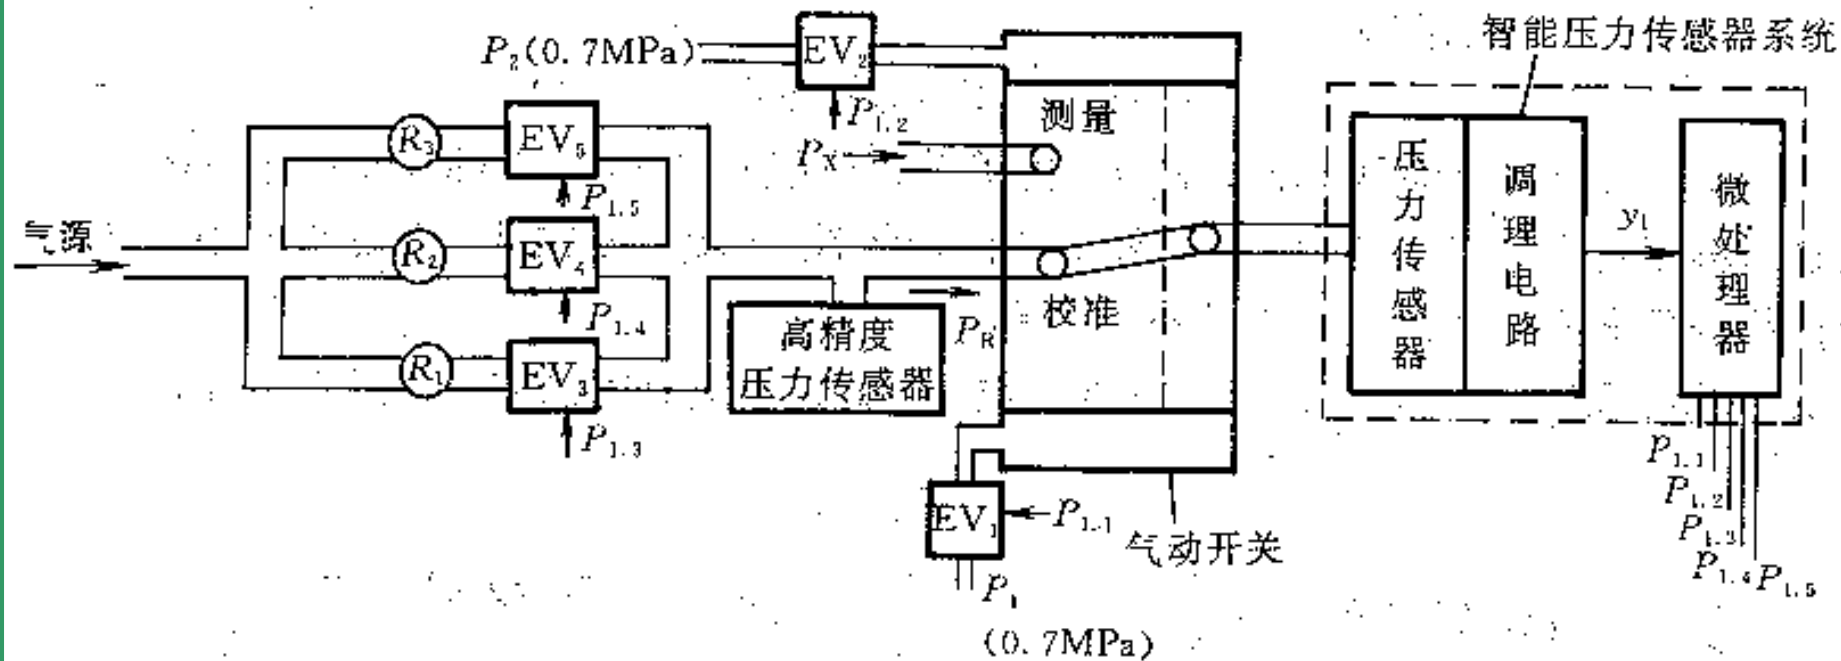 智能压力传感器系统
P₂(0.7MPa)
EV₂
P₁.₂
测量
Pₓ
R₃
EV₅
P₁.₅
气源
R₂
EV₄
P₁.₄
R₁
EV₃
P₁.₃
高精度
压力传感器
P_R
校准
压力传感器
调理电路
y₁
微处理器
P₁.₁
P₁.₂
P₁.₃
P₁.₄
P₁.₅
EV₁
P₁.₁
气动开关
P₁
(0.7MPa)